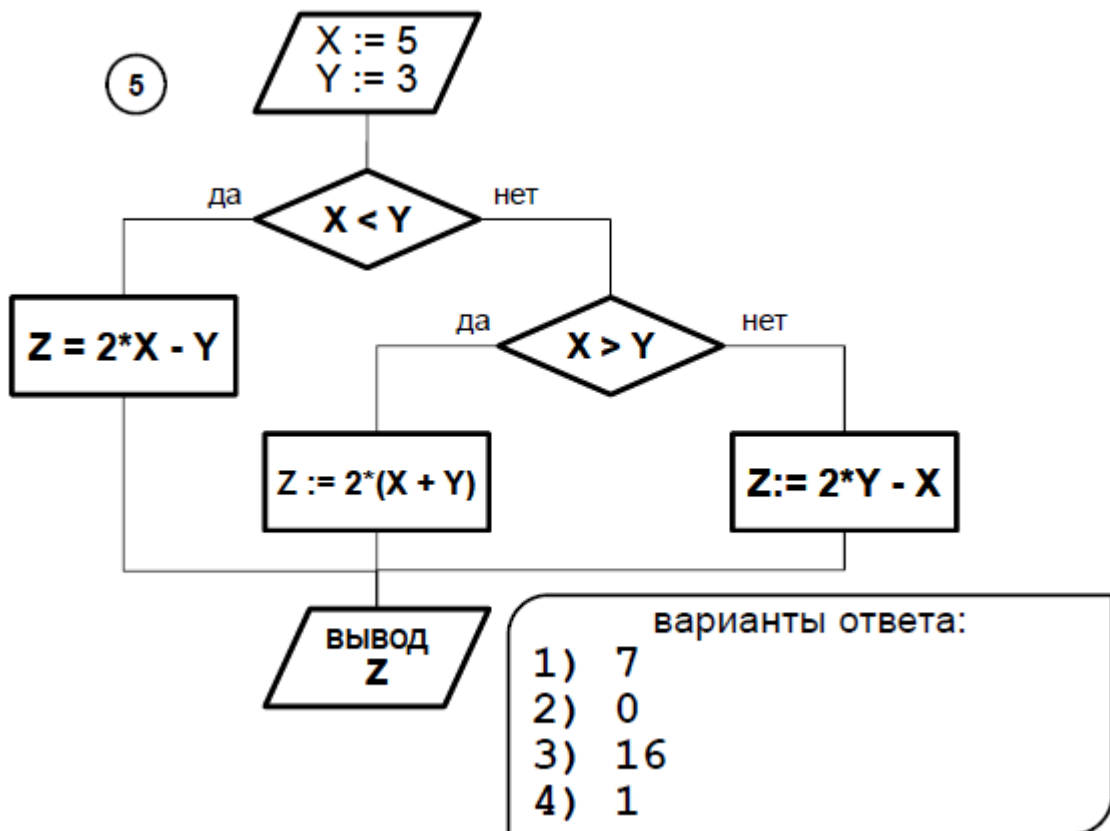 X := 5
Y := 3
5
да
нет
X < Y
Z = 2*X - Y
да
нет
X > Y
Z := 2*(X + Y)
Z:= 2*Y - X
вывод
Z
варианты ответа:
1) 7
2) 0
3) 16
4) 1